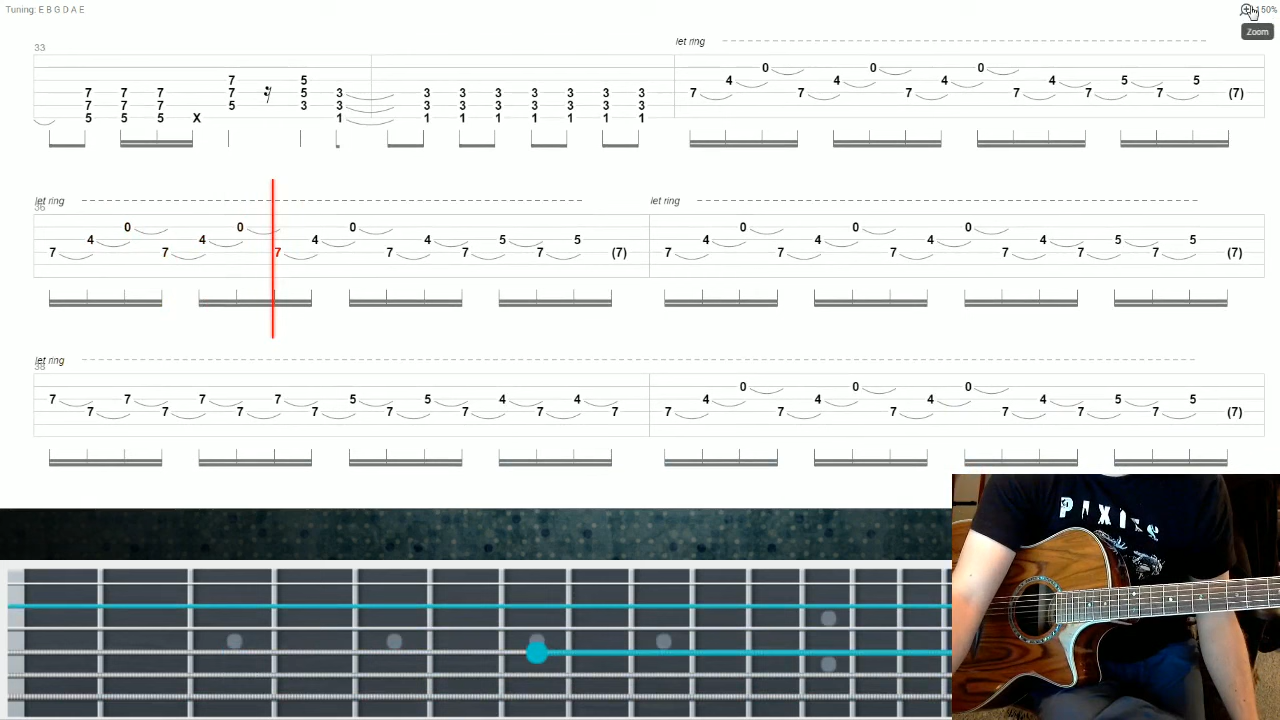 Tuning: E B G D A E
150%
Zoom
33
let ring
7 5
7 7 7 7 5 3 3 3 3 3 3 3 3
7 7 7 5 3 3 3 3 3 3 3 3 3
5 5 5 X 1 1 1 1 1 1 1 1
0 0 0
4 4 4 4 5 5
7 7 7 7 7 7 (7)
let ring let ring
36
0 0 0 0 0 0
4 4 4 4 5 5 4 4 4 4 5 5
7 7 7 7 7 7 (7) 7 7 7 7 7 7 (7)
let ring
38
0 0 0
7 7 7 7 5 5 4 4 4 4 4 4 5 5
7 7 7 7 7 7 7 7 7 7 7 7 7 7 (7)
PIXIES